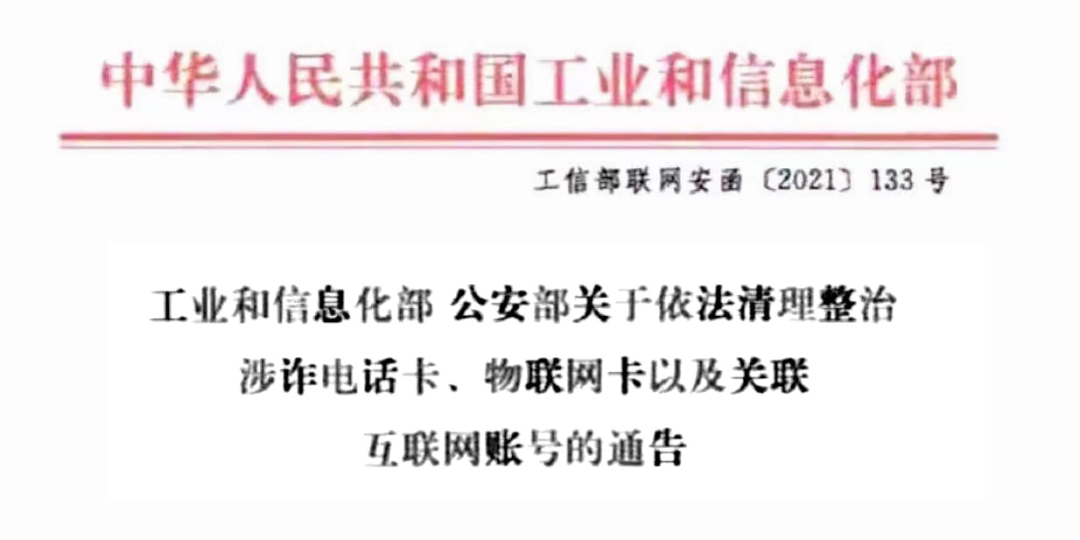 中华人民共和国工业和信息化部
工信部联网安函〔2021〕133号
工业和信息化部 公安部关于依法清理整治
涉诈电话卡、物联网卡以及关联
互联网账号的通告